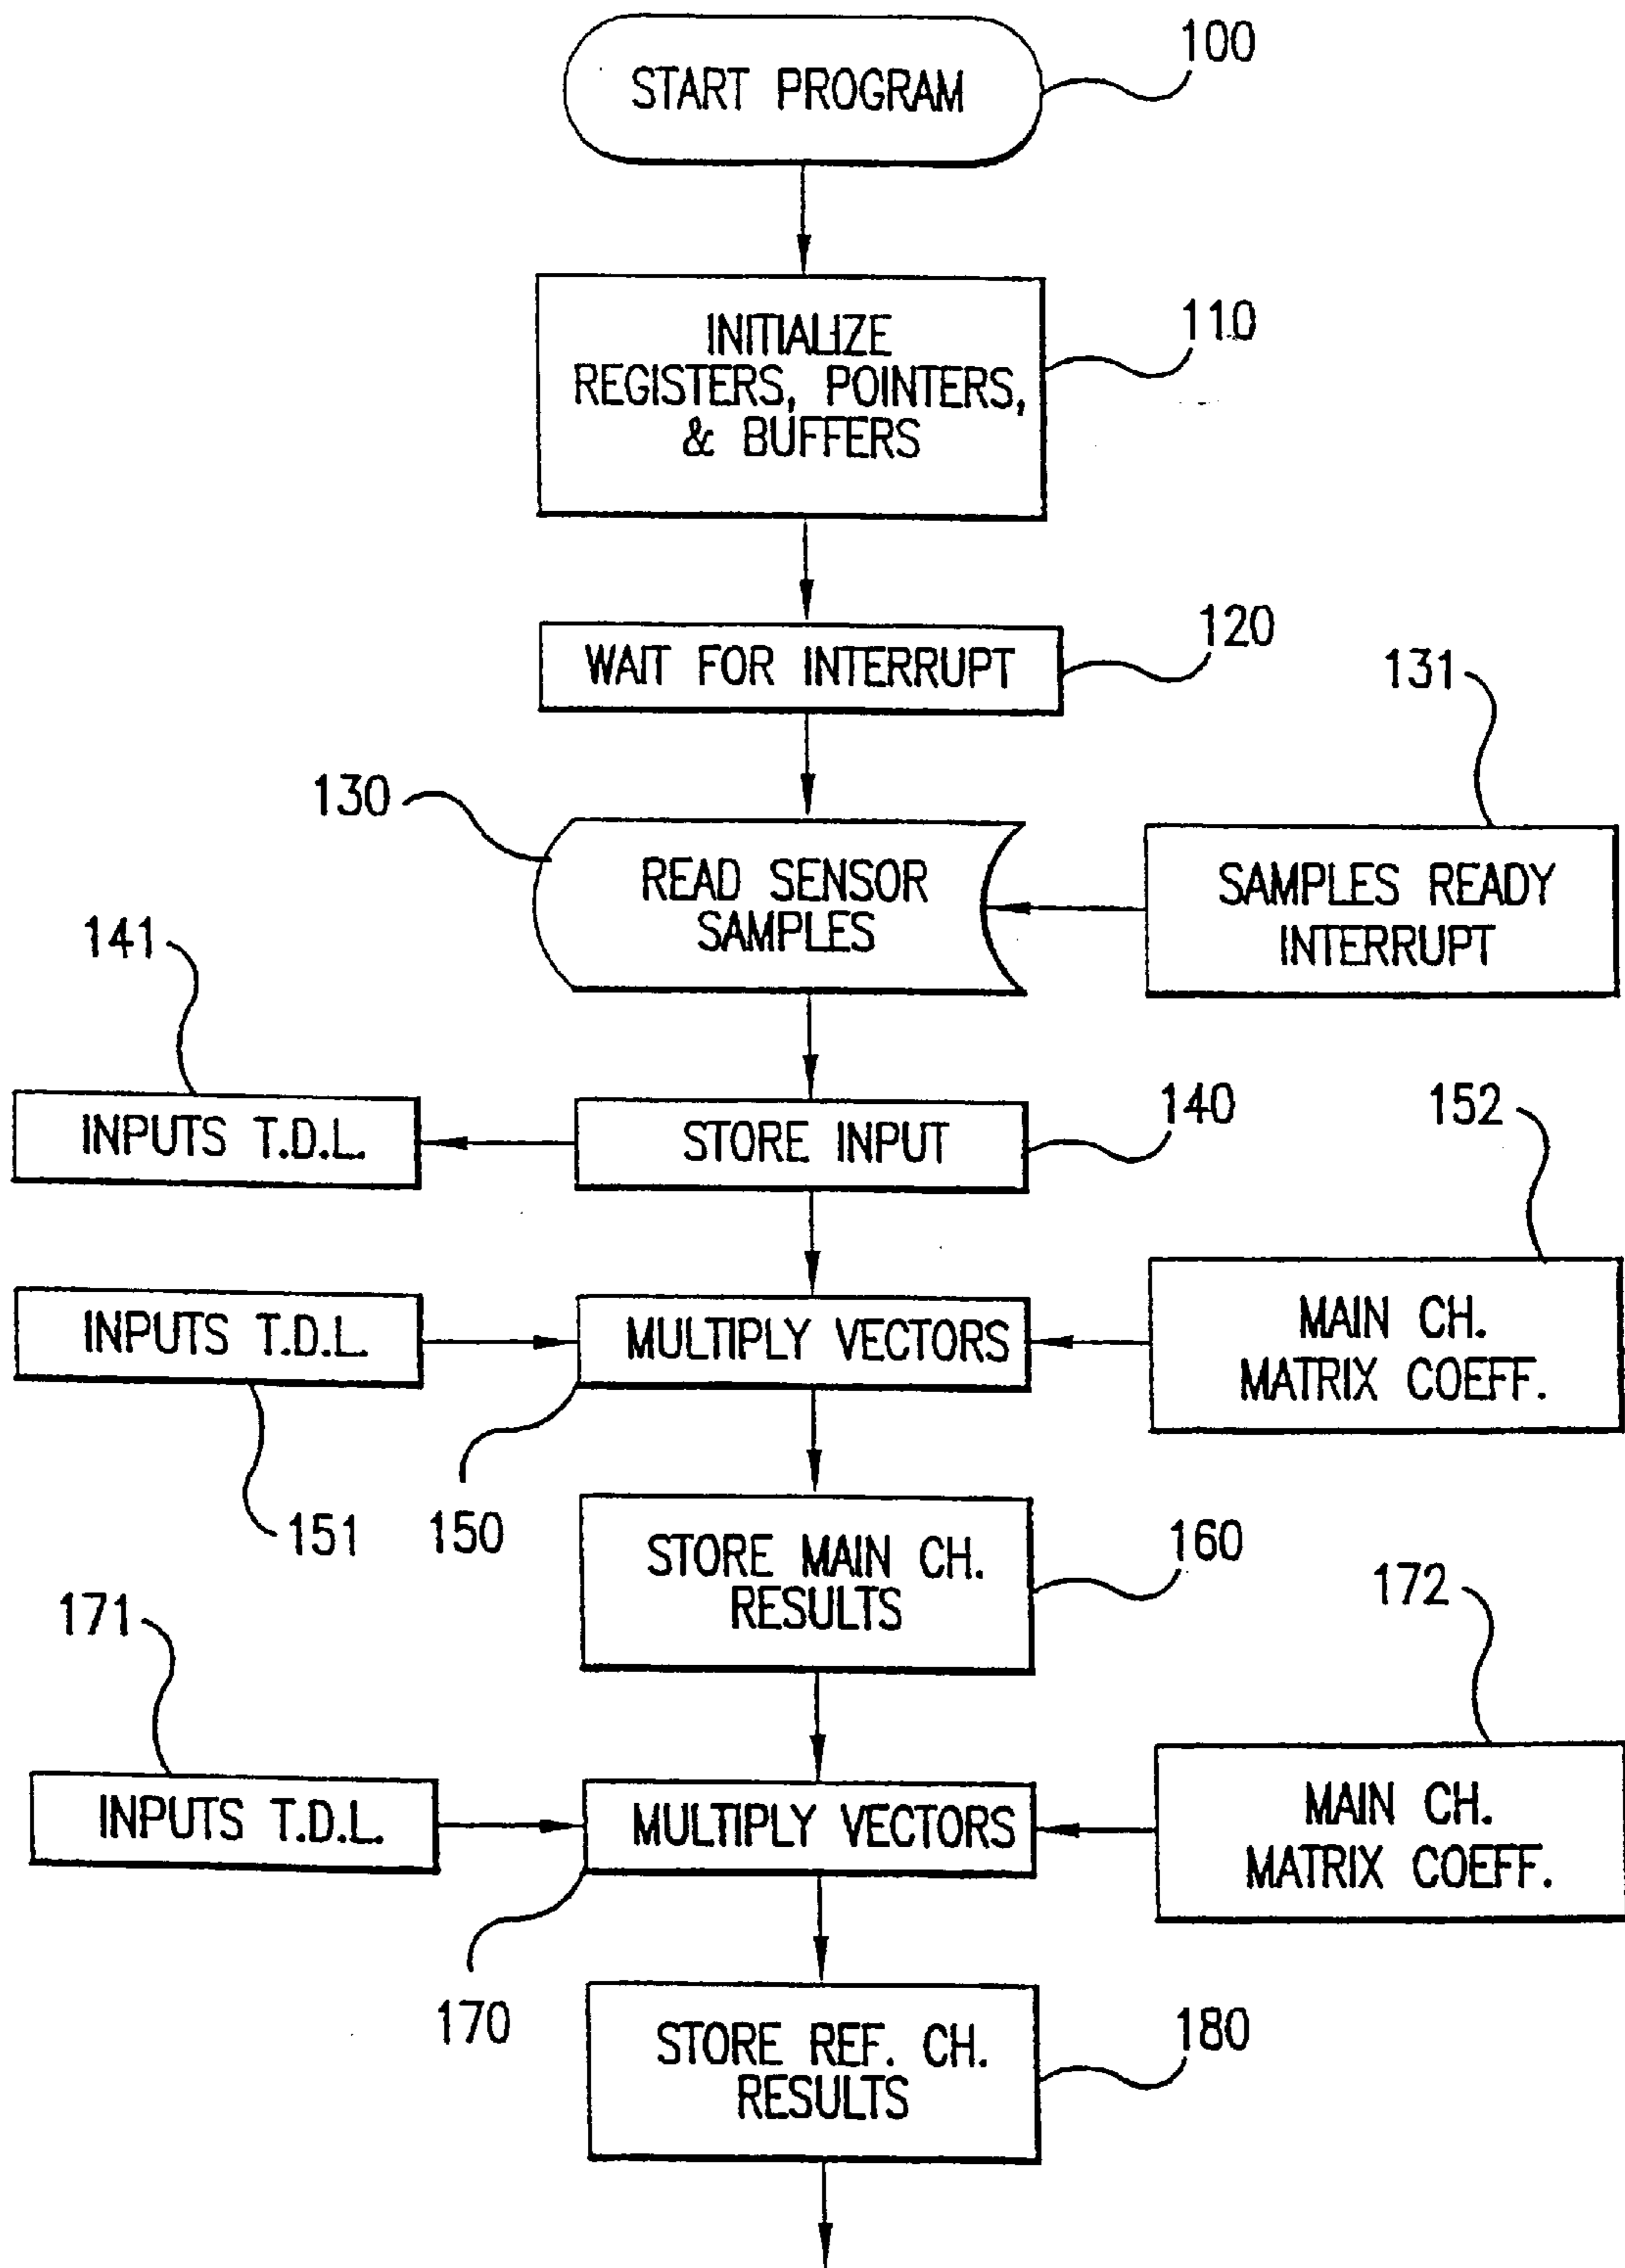 START PROGRAM
100
INITIALIZE
REGISTERS, POINTERS,
& BUFFERS
110
WAIT FOR INTERRUPT
120
131
130
READ SENSOR
SAMPLES
SAMPLES READY
INTERRUPT
141
INPUTS T.D.L.
STORE INPUT
140
152
INPUTS T.D.L.
MULTIPLY VECTORS
MAIN CH.
MATRIX COEFF.
151
150
STORE MAIN CH.
RESULTS
160
171
172
INPUTS T.D.L.
MULTIPLY VECTORS
MAIN CH.
MATRIX COEFF.
170
STORE REF. CH.
RESULTS
180